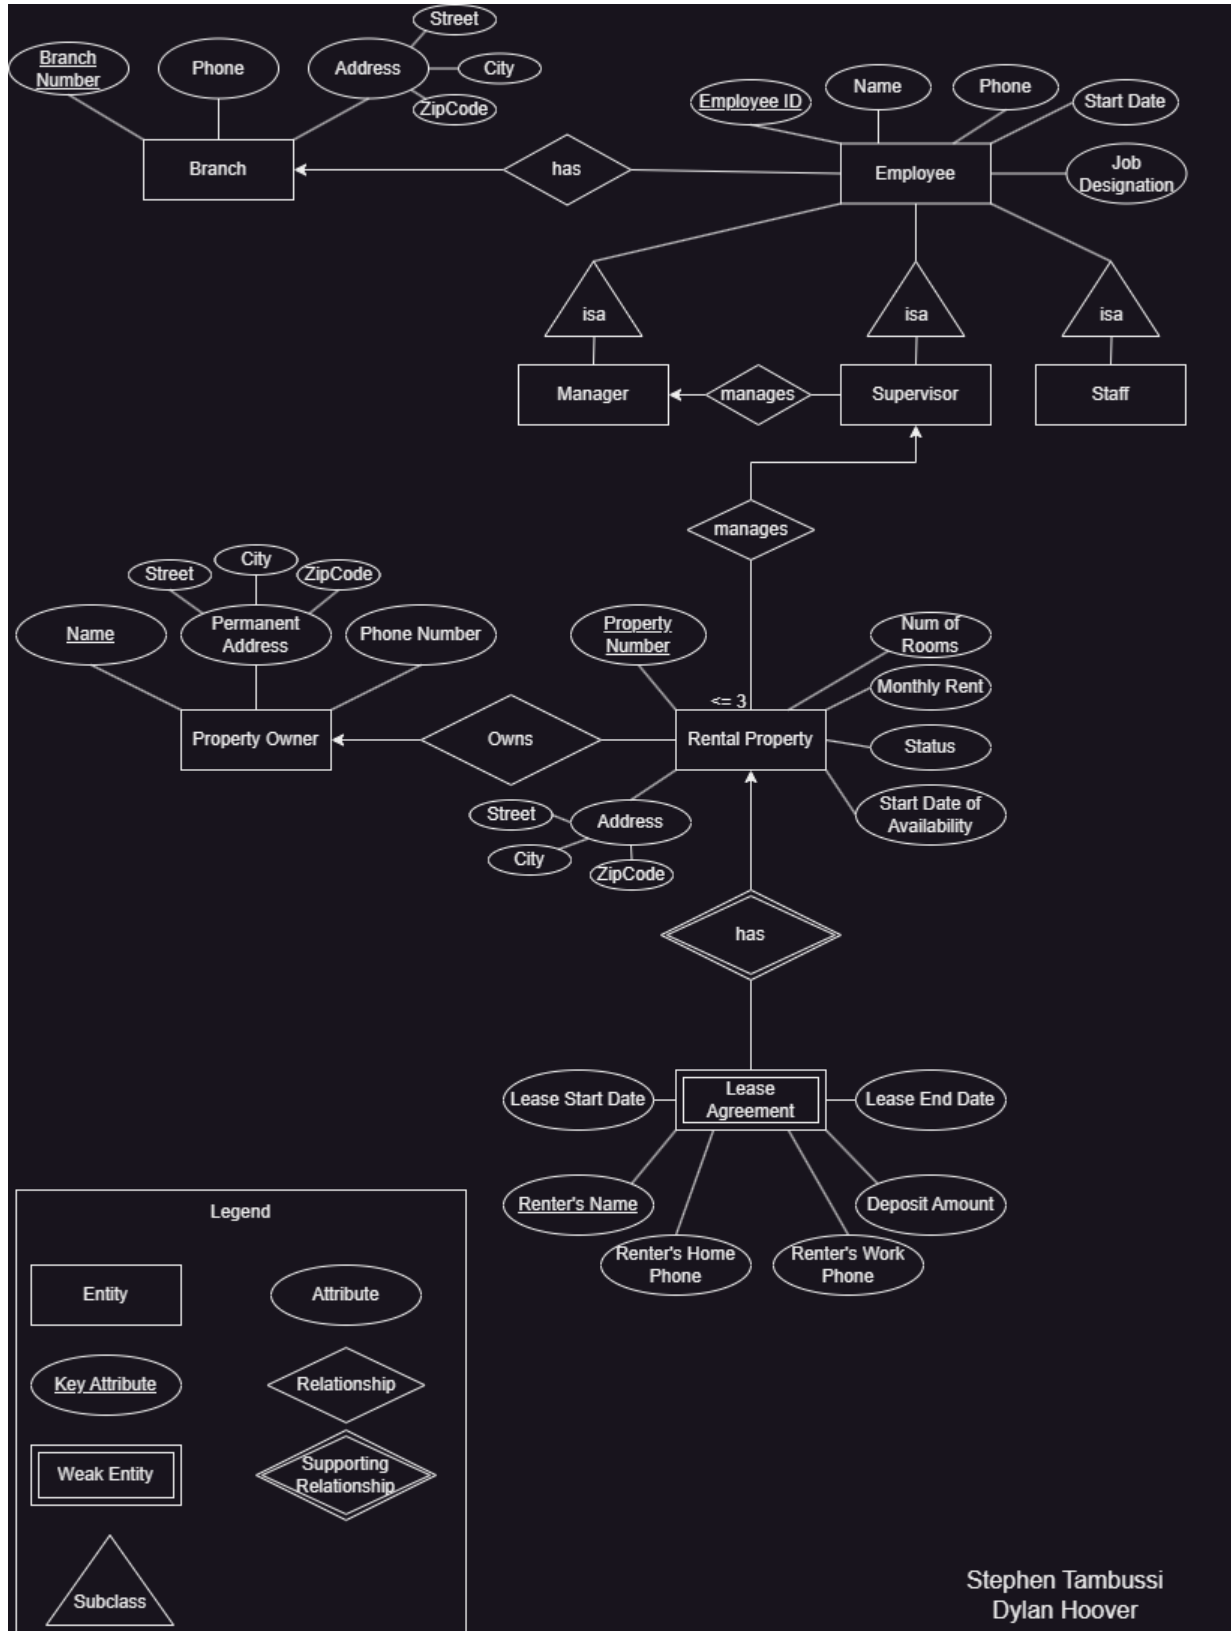 Street
Branch
Number
Phone
Address
City
ZipCode
Employee ID
Name
Phone
Start Date
Branch
has
Employee
Job
Designation
isa
isa
isa
Manager
manages
Supervisor
Staff
manages
Street
City
ZipCode
Name
Permanent
Address
Phone Number
Property
Number
Num of
Rooms
Monthly Rent
<= 3
Property Owner
Owns
Rental Property
Status
Street
Address
Start Date of
Availability
City
ZipCode
has
Lease Start Date
Lease
Agreement
Lease End Date
Renter's Name
Deposit Amount
Renter's Home
Phone
Renter's Work
Phone
Legend
Entity
Attribute
Key Attribute
Relationship
Weak Entity
Supporting
Relationship
Subclass
Stephen Tambussi
Dylan Hoover